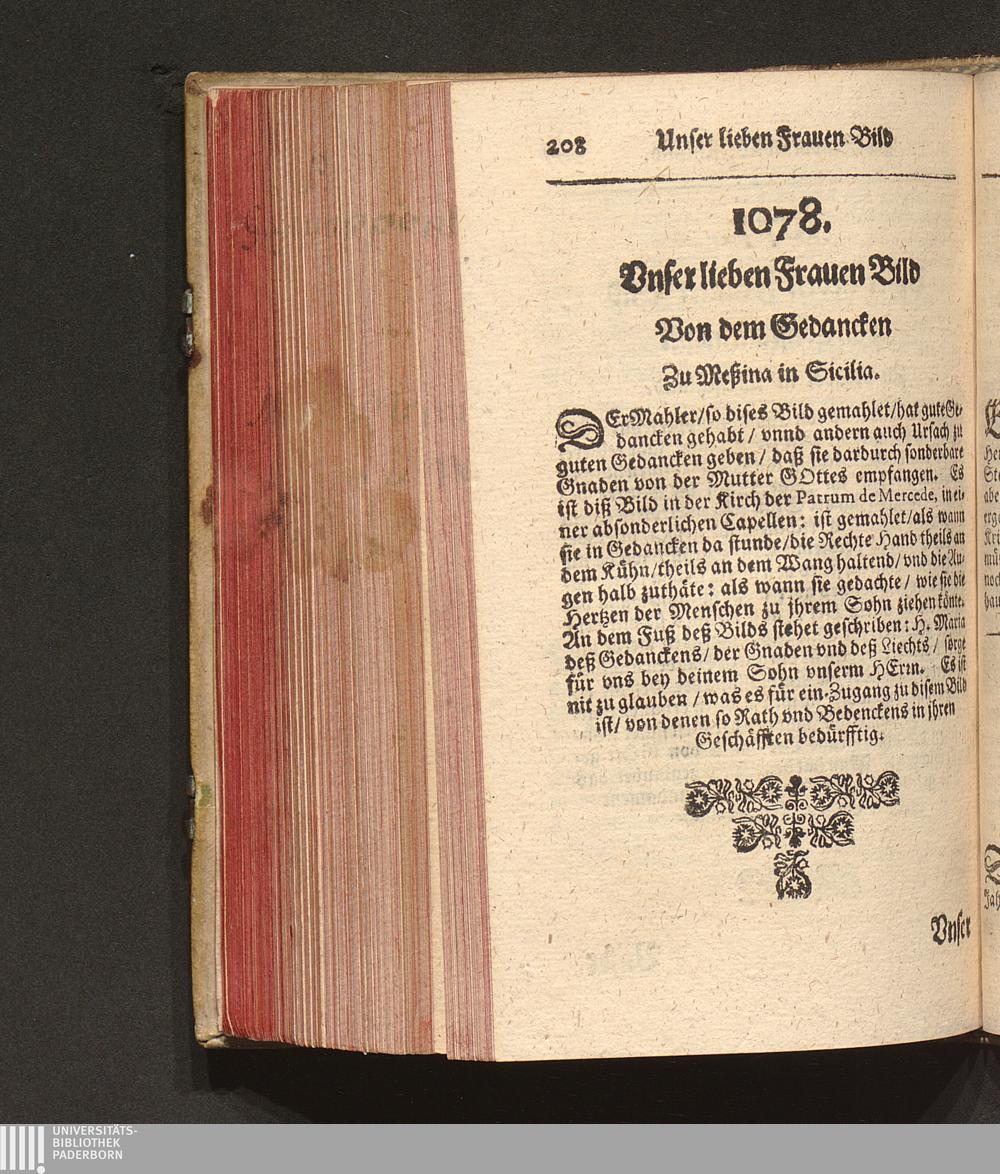 208 Unser lieben Frauen Bild
1078.
Vnser lieben Frauen Bild
Von dem Gedancken
Zu Meßina in Sicilia.
DEr Mahler/so dises Bild gemahlet/hat gute Ge-
dancken gehabt / vnnd andern auch Ursach zu
guten Gedancken geben / daß sie dardurch sonderbare
Gnaden von der Mutter GOttes empfangen. Es
ist diß Bild in der Kirch der Patrum de Mercede, in ei-
ner absonderlichen Capellen: ist gemahlet/als wann
sie in Gedancken da stunde/die Rechte Hand theils an
dem Kühn/theils an dem Wang haltend/vnd die Au-
gen halb zuthäte: als wann sie gedachte / wie sie die
Hertzen der Menschen zu jhrem Sohn ziehen könte.
An dem Fuß deß Bilds stehet geschriben: H. Maria
deß Gedanckens/ der Gnaden vnd deß Liechts / sorge
für vns bey deinem Sohn vnserm HErrn. Es ist
nit zu glauben / was es für ein Zugang zu disem Bild
ist/ von denen so Rath vnd Bedenckens in jhren
Geschäfften bedürfftig.
Vnser
UNIVERSITÄTS-
BIBLIOTHEK
PADERBORN